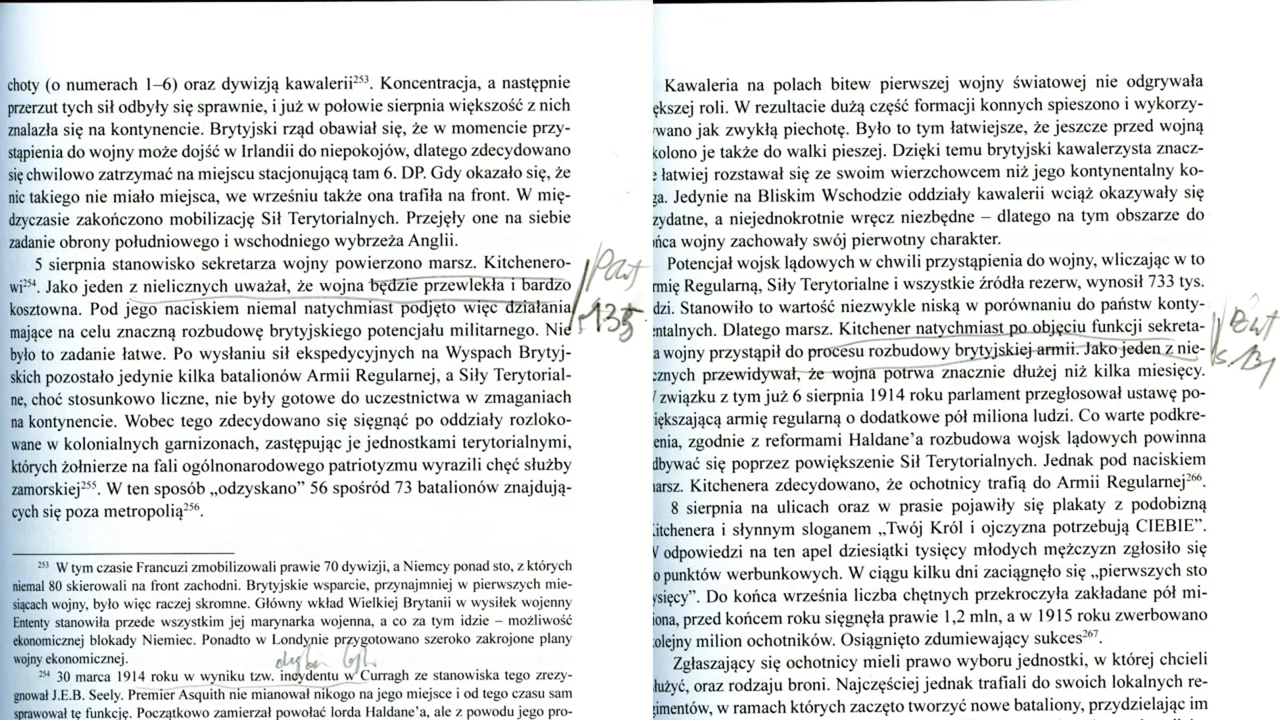 choty (o numerach 1–6) oraz dywizją kawalerii²⁵³. Koncentracja, a następnie
przerzut tych sił odbyły się sprawnie, i już w połowie sierpnia większość z nich
znalazła się na kontynencie. Brytyjski rząd obawiał się, że w momencie przy-
stąpienia do wojny może dojść w Irlandii do niepokojów, dlatego zdecydowano
się chwilowo zatrzymać na miejscu stacjonującą tam 6. DP. Gdy okazało się, że
nic takiego nie miało miejsca, we wrześniu także ona trafiła na front. W mię-
dzyczasie zakończono mobilizację Sił Terytorialnych. Przejęły one na siebie
zadanie obrony południowego i wschodniego wybrzeża Anglii.
5 sierpnia stanowisko sekretarza wojny powierzono marsz. Kitchenero-
wi²⁵⁴. Jako jeden z nielicznych uważał, że wojna będzie przewlekła i bardzo
kosztowna. Pod jego naciskiem niemal natychmiast podjęto więc działania
mające na celu znaczną rozbudowę brytyjskiego potencjału militarnego. Nie
było to zadanie łatwe. Po wysłaniu sił ekspedycyjnych na Wyspach Brytyj-
skich pozostało jedynie kilka batalionów Armii Regularnej, a Siły Terytorial-
ne, choć stosunkowo liczne, nie były gotowe do uczestnictwa w zmaganiach
na kontynencie. Wobec tego zdecydowano się sięgnąć po oddziały rozloko-
wane w kolonialnych garnizonach, zastępując je jednostkami terytorialnymi,
których żołnierze na fali ogólnonarodowego patriotyzmu wyrazili chęć służby
zamorskiej²⁵⁵. W ten sposób „odzyskano” 56 spośród 73 batalionów znajdują-
cych się poza metropolią²⁵⁶.
135
²⁵³ W tym czasie Francuzi zmobilizowali prawie 70 dywizji, a Niemcy ponad sto, z których
niemal 80 skierowali na front zachodni. Brytyjskie wsparcie, przynajmniej w pierwszych mie-
siącach wojny, było więc raczej skromne. Główny wkład Wielkiej Brytanii w wysiłek wojenny
Ententy stanowiła przede wszystkim jej marynarka wojenna, a co za tym idzie – możliwość
ekonomicznej blokady Niemiec. Ponadto w Londynie przygotowano szeroko zakrojone plany
wojny ekonomicznej.
²⁵⁴ 30 marca 1914 roku w wyniku tzw. incydentu w Curragh ze stanowiska tego zrezy-
gnował J.E.B. Seely. Premier Asquith nie mianował nikogo na jego miejsce i od tego czasu sam
sprawował tę funkcję. Początkowo zamierzał powołać lorda Haldane’a, ale z powodu jego pro-
Kawaleria na polach bitew pierwszej wojny światowej nie odgrywała
ększej roli. W rezultacie dużą część formacji konnych spieszono i wykorzy-
wano jak zwykłą piechotę. Było to tym łatwiejsze, że jeszcze przed wojną
kolono je także do walki pieszej. Dzięki temu brytyjski kawalerzysta znacz-
e łatwiej rozstawał się ze swoim wierzchowcem niż jego kontynentalny ko-
ga. Jedynie na Bliskim Wschodzie oddziały kawalerii wciąż okazywały się
zydatne, a niejednokrotnie wręcz niezbędne – dlatego na tym obszarze do
ońca wojny zachowały swój pierwotny charakter.
Potencjał wojsk lądowych w chwili przystąpienia do wojny, wliczając w to
rmię Regularną, Siły Terytorialne i wszystkie źródła rezerw, wynosił 733 tys.
dzi. Stanowiło to wartość niezwykle niską w porównaniu do państw konty-
ntalnych. Dlatego marsz. Kitchener natychmiast po objęciu funkcji sekreta-
a wojny przystąpił do procesu rozbudowy brytyjskiej armii. Jako jeden z nie-
cznych przewidywał, że wojna potrwa znacznie dłużej niż kilka miesięcy.
związku z tym już 6 sierpnia 1914 roku parlament przegłosował ustawę po-
iększającą armię regularną o dodatkowe pół miliona ludzi. Co warte podkre-
enia, zgodnie z reformami Haldane’a rozbudowa wojsk lądowych powinna
dbywać się poprzez powiększenie Sił Terytorialnych. Jednak pod naciskiem
arsz. Kitchenera zdecydowano, że ochotnicy trafią do Armii Regularnej²⁶⁶.
8 sierpnia na ulicach oraz w prasie pojawiły się plakaty z podobizną
Kitchenera i słynnym sloganem „Twój Król i ojczyzna potrzebują CIEBIE”.
W odpowiedzi na ten apel dziesiątki tysięcy młodych mężczyzn zgłosiło się
o punktów werbunkowych. W ciągu kilku dni zaciągnęło się „pierwszych sto
ysięcy”. Do końca września liczba chętnych przekroczyła zakładane pół mi-
iona, przed końcem roku sięgnęła prawie 1,2 mln, a w 1915 roku zwerbowano
olejny milion ochotników. Osiągnięto zdumiewający sukces²⁶⁷.
Zgłaszający się ochotnicy mieli prawo wyboru jednostki, w której chcieli
łużyć, oraz rodzaju broni. Najczęściej jednak trafiali do swoich lokalnych re-
gimentów, w ramach których zaczęto tworzyć nowe bataliony, przydzielając im